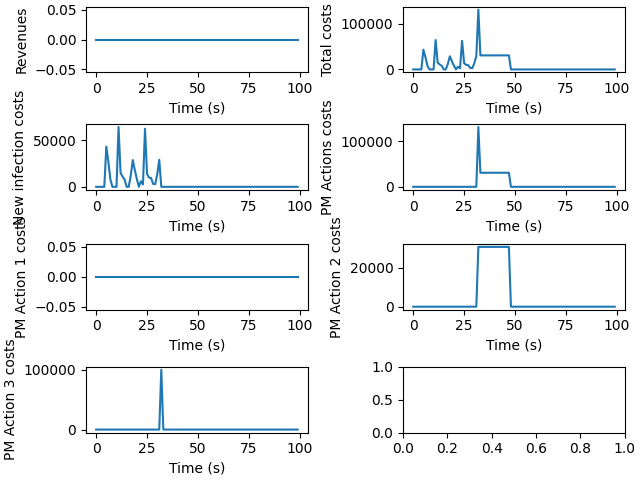 Revenues
0.05
0.00
−0.05
0 25 50 75 100
Time (s)
Total costs
100000
0
0 25 50 75 100
Time (s)
New infection costs
50000
0
0 25 50 75 100
Time (s)
PM Actions costs
100000
0
0 25 50 75 100
Time (s)
PM Action 1 costs
0.05
0.00
−0.05
0 25 50 75 100
Time (s)
PM Action 2 costs
20000
0
0 25 50 75 100
Time (s)
PM Action 3 costs
100000
0
0 25 50 75 100
Time (s)
1.0
0.5
0.0
0.0 0.2 0.4 0.6 0.8 1.0